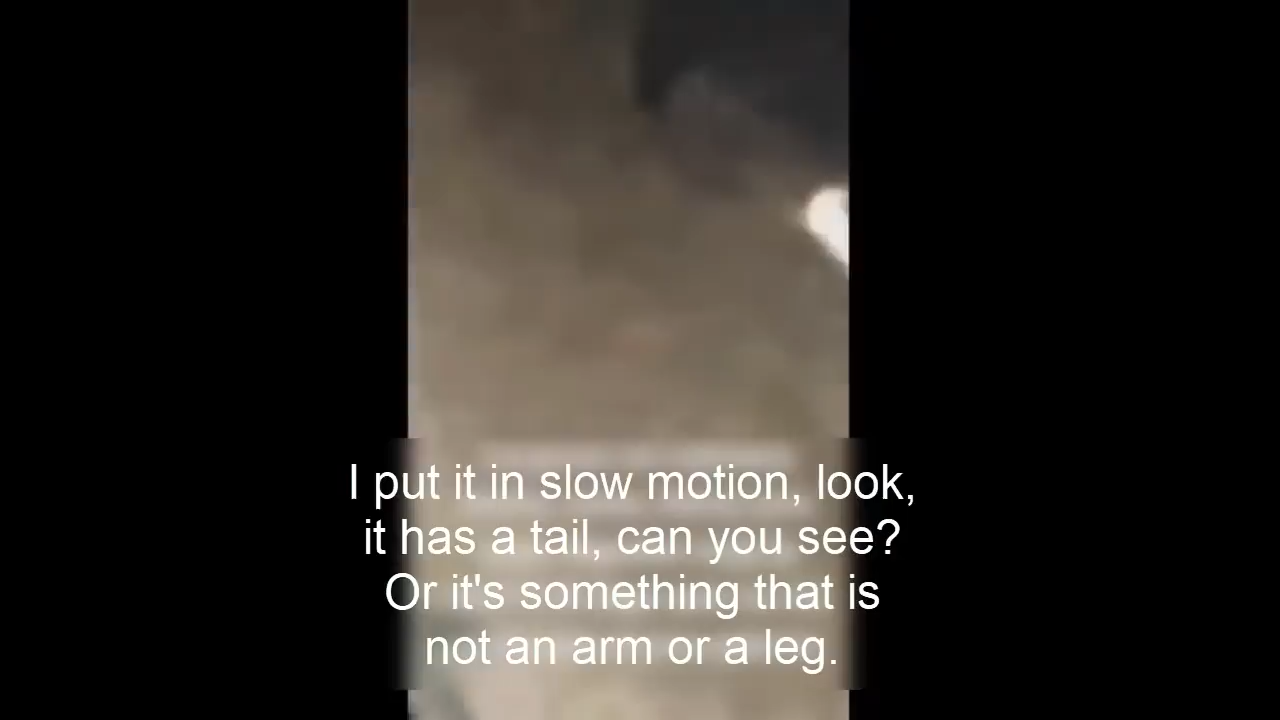 I put it in slow motion, look,
it has a tail, can you see?
Or it's something that is
not an arm or a leg.